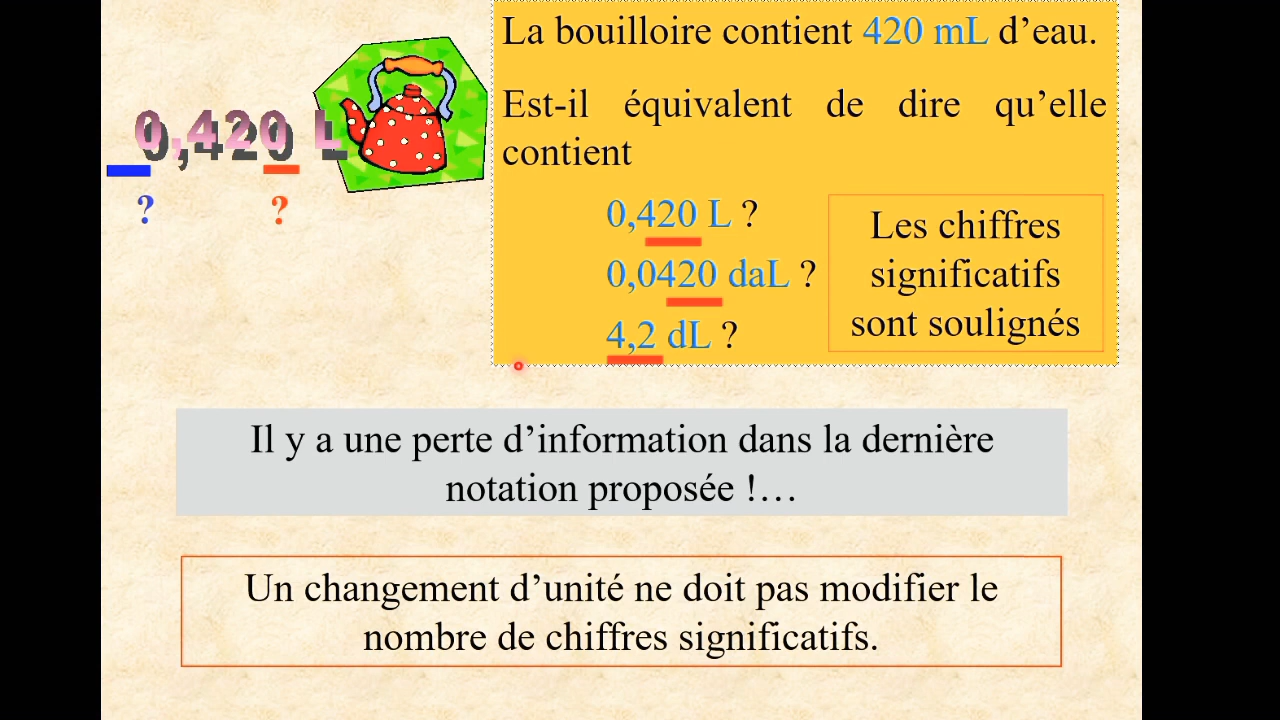 La bouilloire contient 420 mL d’eau.
Est-il équivalent de dire qu’elle
contient
0,420 L
? ?
0,420 L ?
0,0420 daL ?
4,2 dL ?
Les chiffres
significatifs
sont soulignés
Il y a une perte d’information dans la dernière
notation proposée !…
Un changement d’unité ne doit pas modifier le
nombre de chiffres significatifs.